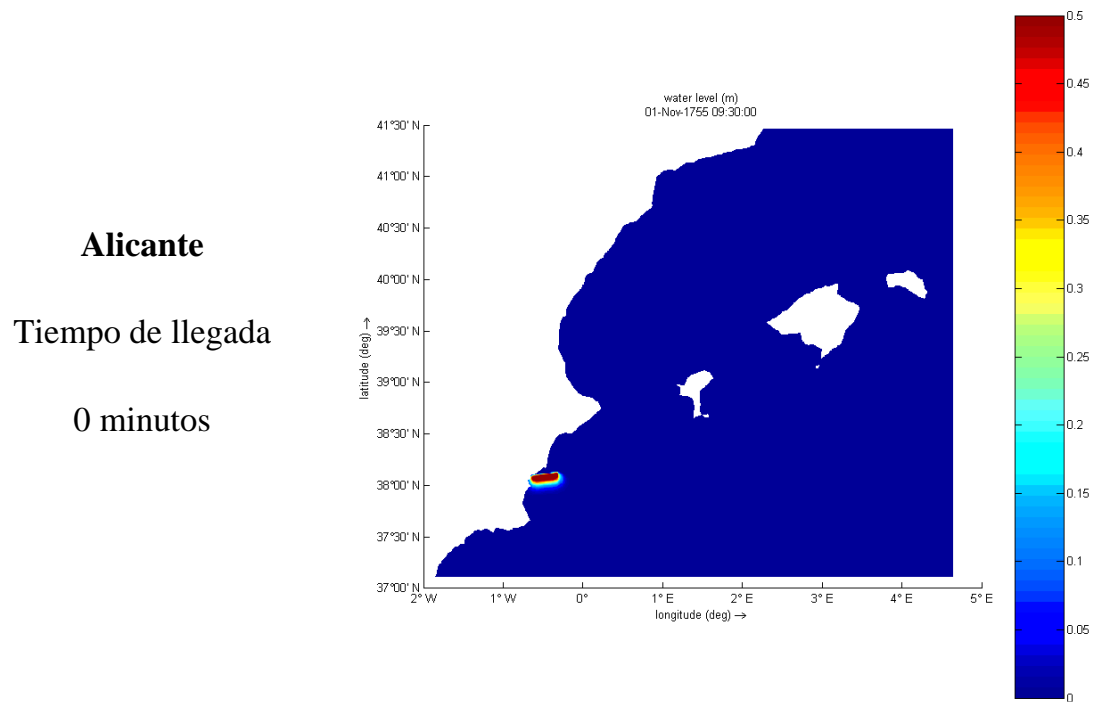 Alicante
Tiempo de llegada
0 minutos
water level (m)
01-Nov-1755 09:30:00
latitude (deg) →
41°30' N
41°00' N
40°30' N
40°00' N
39°30' N
39°00' N
38°30' N
38°00' N
37°30' N
37°00' N
2° W
1° W
0°
1° E
2° E
3° E
4° E
5° E
longitude (deg) →
0.5
0.45
0.4
0.35
0.3
0.25
0.2
0.15
0.1
0.05
0